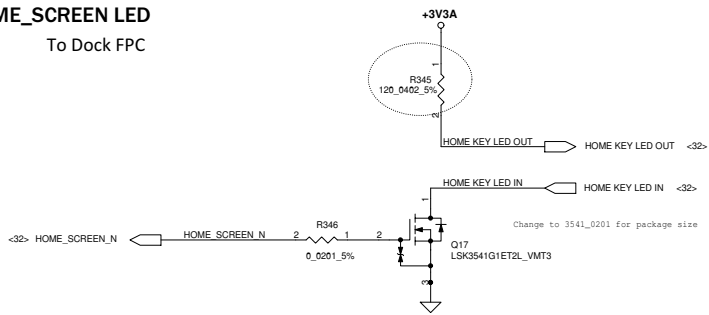 ME_SCREEN LED
To Dock FPC
+3V3A
1
R345
120_0402_5%
2
HOME KEY LED OUT
HOME KEY LED OUT <32>
HOME KEY LED IN
HOME KEY LED IN <32>
1
Change to 3541_0201 for package size
<32> HOME_SCREEN_N
HOME_SCREEN_N
2
R346
1
2
0_0201_5%
Q17
LSK3541G1ET2L_VMT3
3